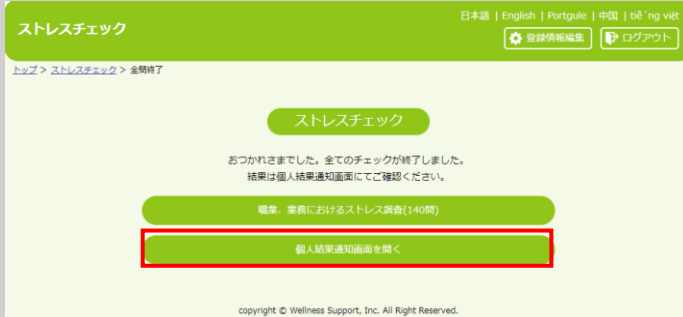 日本語 | English | Portgule | 中国 | tiê´ng việt
ストレスチェック
登録情報編集
ログアウト
トップ > ストレスチェック > 全問終了
ストレスチェック
おつかれさまでした。全てのチェックが終了しました。
結果は個人結果通知画面にてご確認ください。
職業、業務におけるストレス調査(140問)
個人結果通知画面を開く
copyright © Wellness Support, Inc. All Right Reserved.